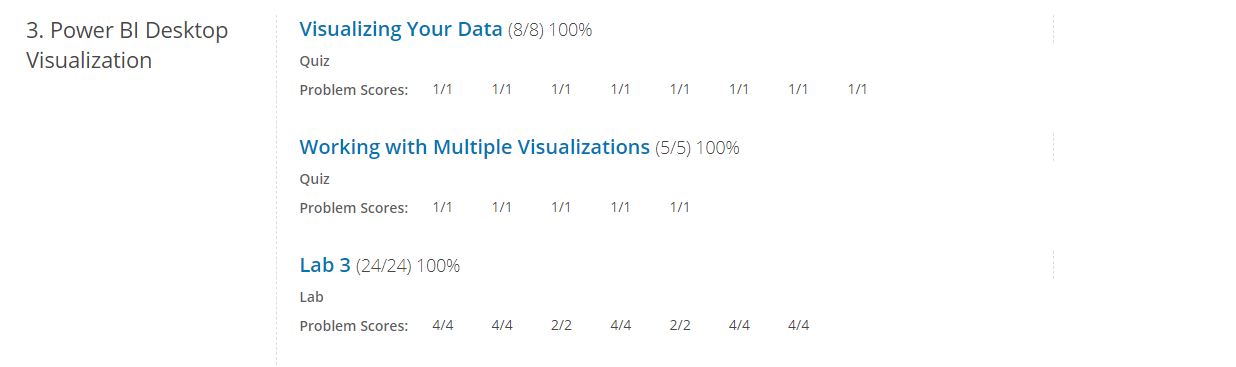 3. Power BI Desktop
Visualization
Visualizing Your Data (8/8) 100%
Quiz
Problem Scores: 1/1 1/1 1/1 1/1 1/1 1/1 1/1 1/1
Working with Multiple Visualizations (5/5) 100%
Quiz
Problem Scores: 1/1 1/1 1/1 1/1 1/1
Lab 3 (24/24) 100%
Lab
Problem Scores: 4/4 4/4 2/2 4/4 2/2 4/4 4/4